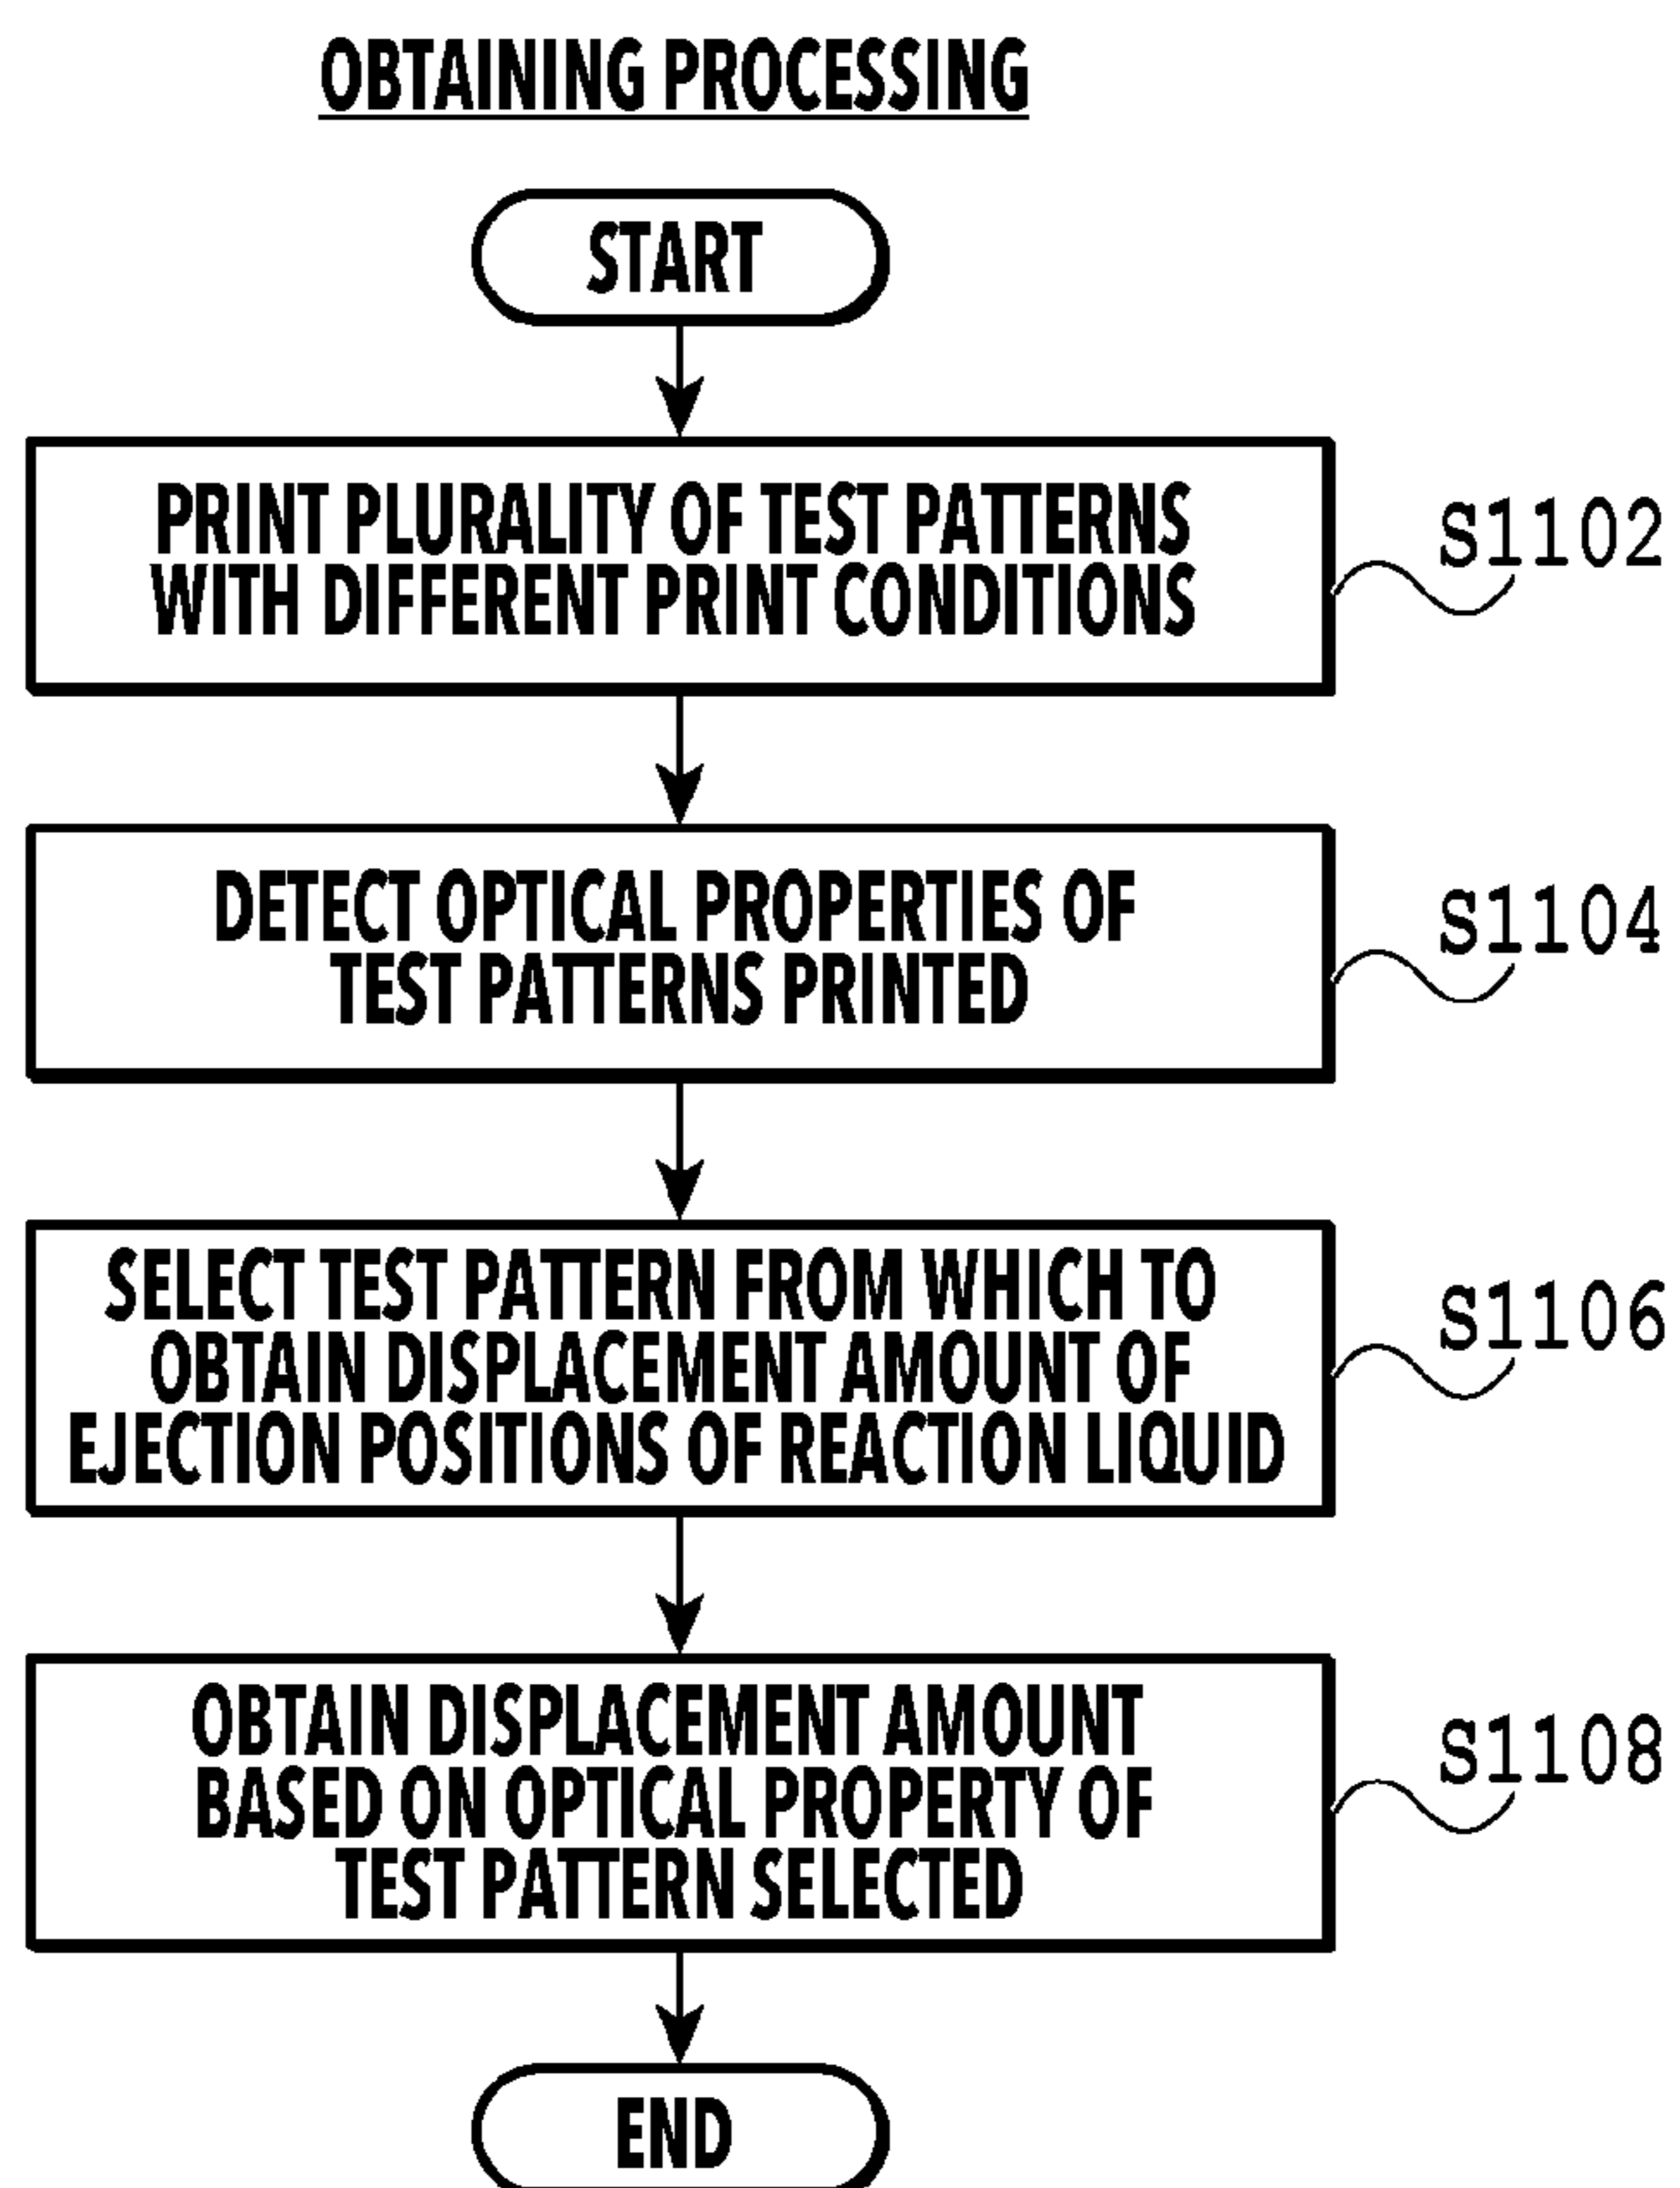 OBTAINING PROCESSING
START
PRINT PLURALITY OF TEST PATTERNS
WITH DIFFERENT PRINT CONDITIONS
S1102
DETECT OPTICAL PROPERTIES OF
TEST PATTERNS PRINTED
S1104
SELECT TEST PATTERN FROM WHICH TO
OBTAIN DISPLACEMENT AMOUNT OF
EJECTION POSITIONS OF REACTION LIQUID
S1106
OBTAIN DISPLACEMENT AMOUNT
BASED ON OPTICAL PROPERTY OF
TEST PATTERN SELECTED
S1108
END